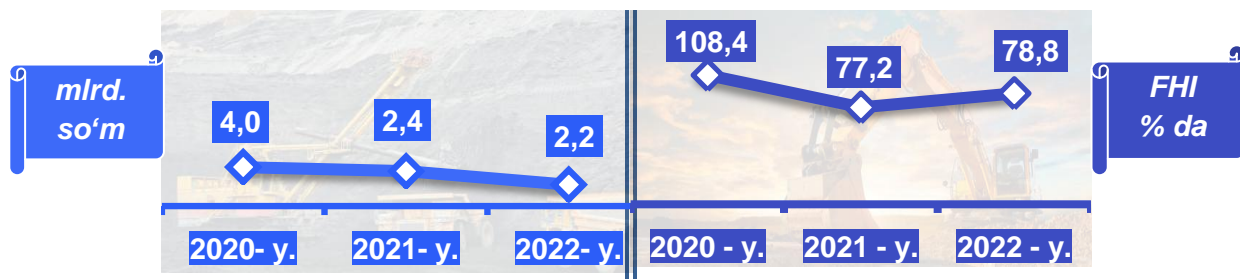 mlrd.
so‘m
4,0
2,4
2,2
2020- y.
2021- y.
2022- y.
108,4
77,2
78,8
2020 - y.
2021 - y.
2022 - y.
FHI
% da